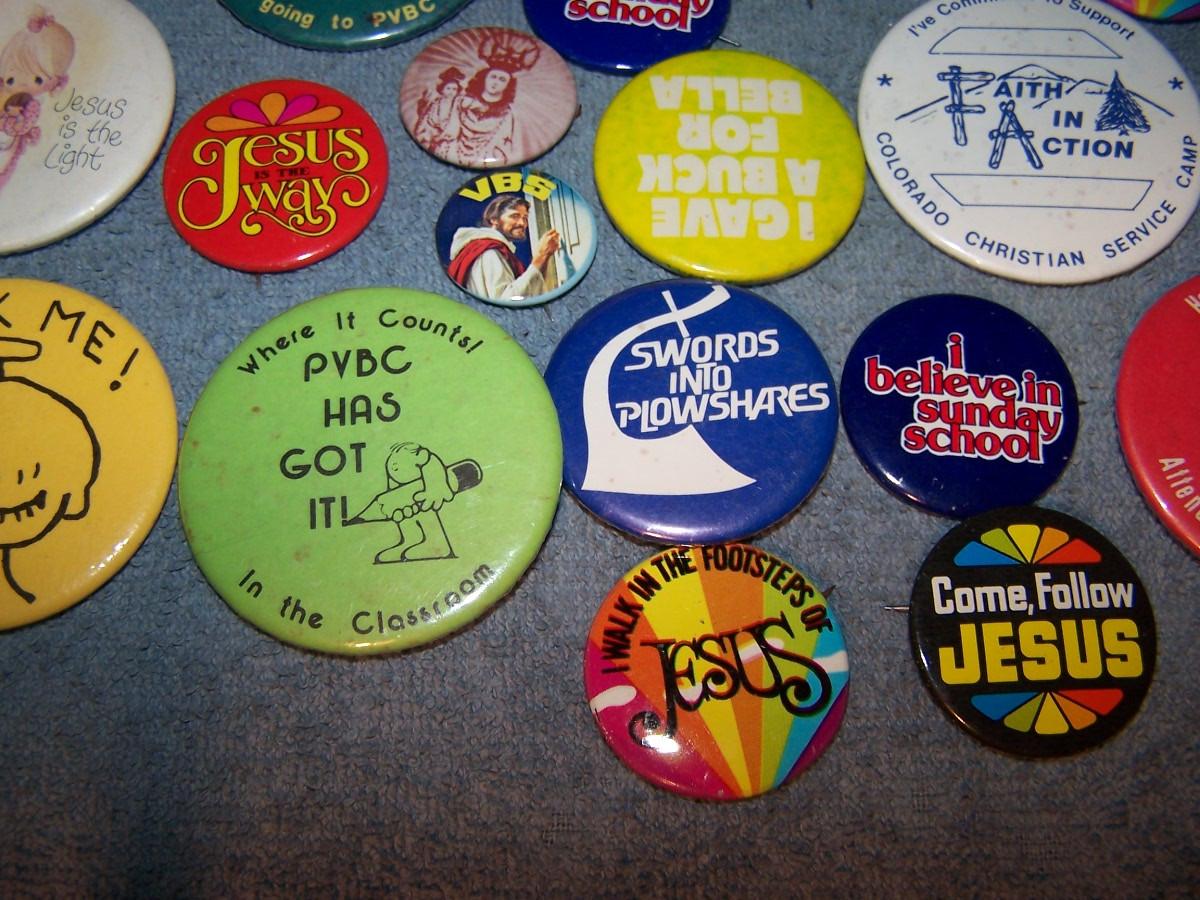 going to PVBC
school
I've Comm
To Support
FAITH
IN
ACTION
COLORADO CHRISTIAN SERVICE CAMP
Jesus
is the
Light
Jesus
IS THE
Way
VBS
I GAVE
A BUCK
FOR
BELLA
ME!
Where It Counts!
PVBC
HAS
GOT
IT!
In the Classroom
SWORDS
INTO
PLOWSHARES
i
believe in
sunday
school
I WALK IN THE FOOTSTEPS OF
JESUS
Come, Follow
JESUS